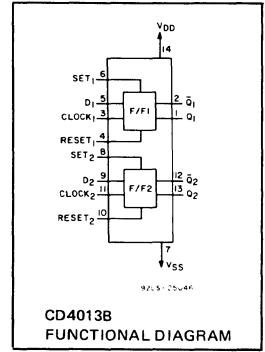 VDD
14
6
SET1
D1 5
CLOCK1 3
F/F1
2 Q̅1
1 Q1
4
RESET1
8
SET2
D2 9
CLOCK2 11
F/F2
12 Q̅2
13 Q2
10
RESET2
7
VSS
CD4013B
FUNCTIONAL DIAGRAM